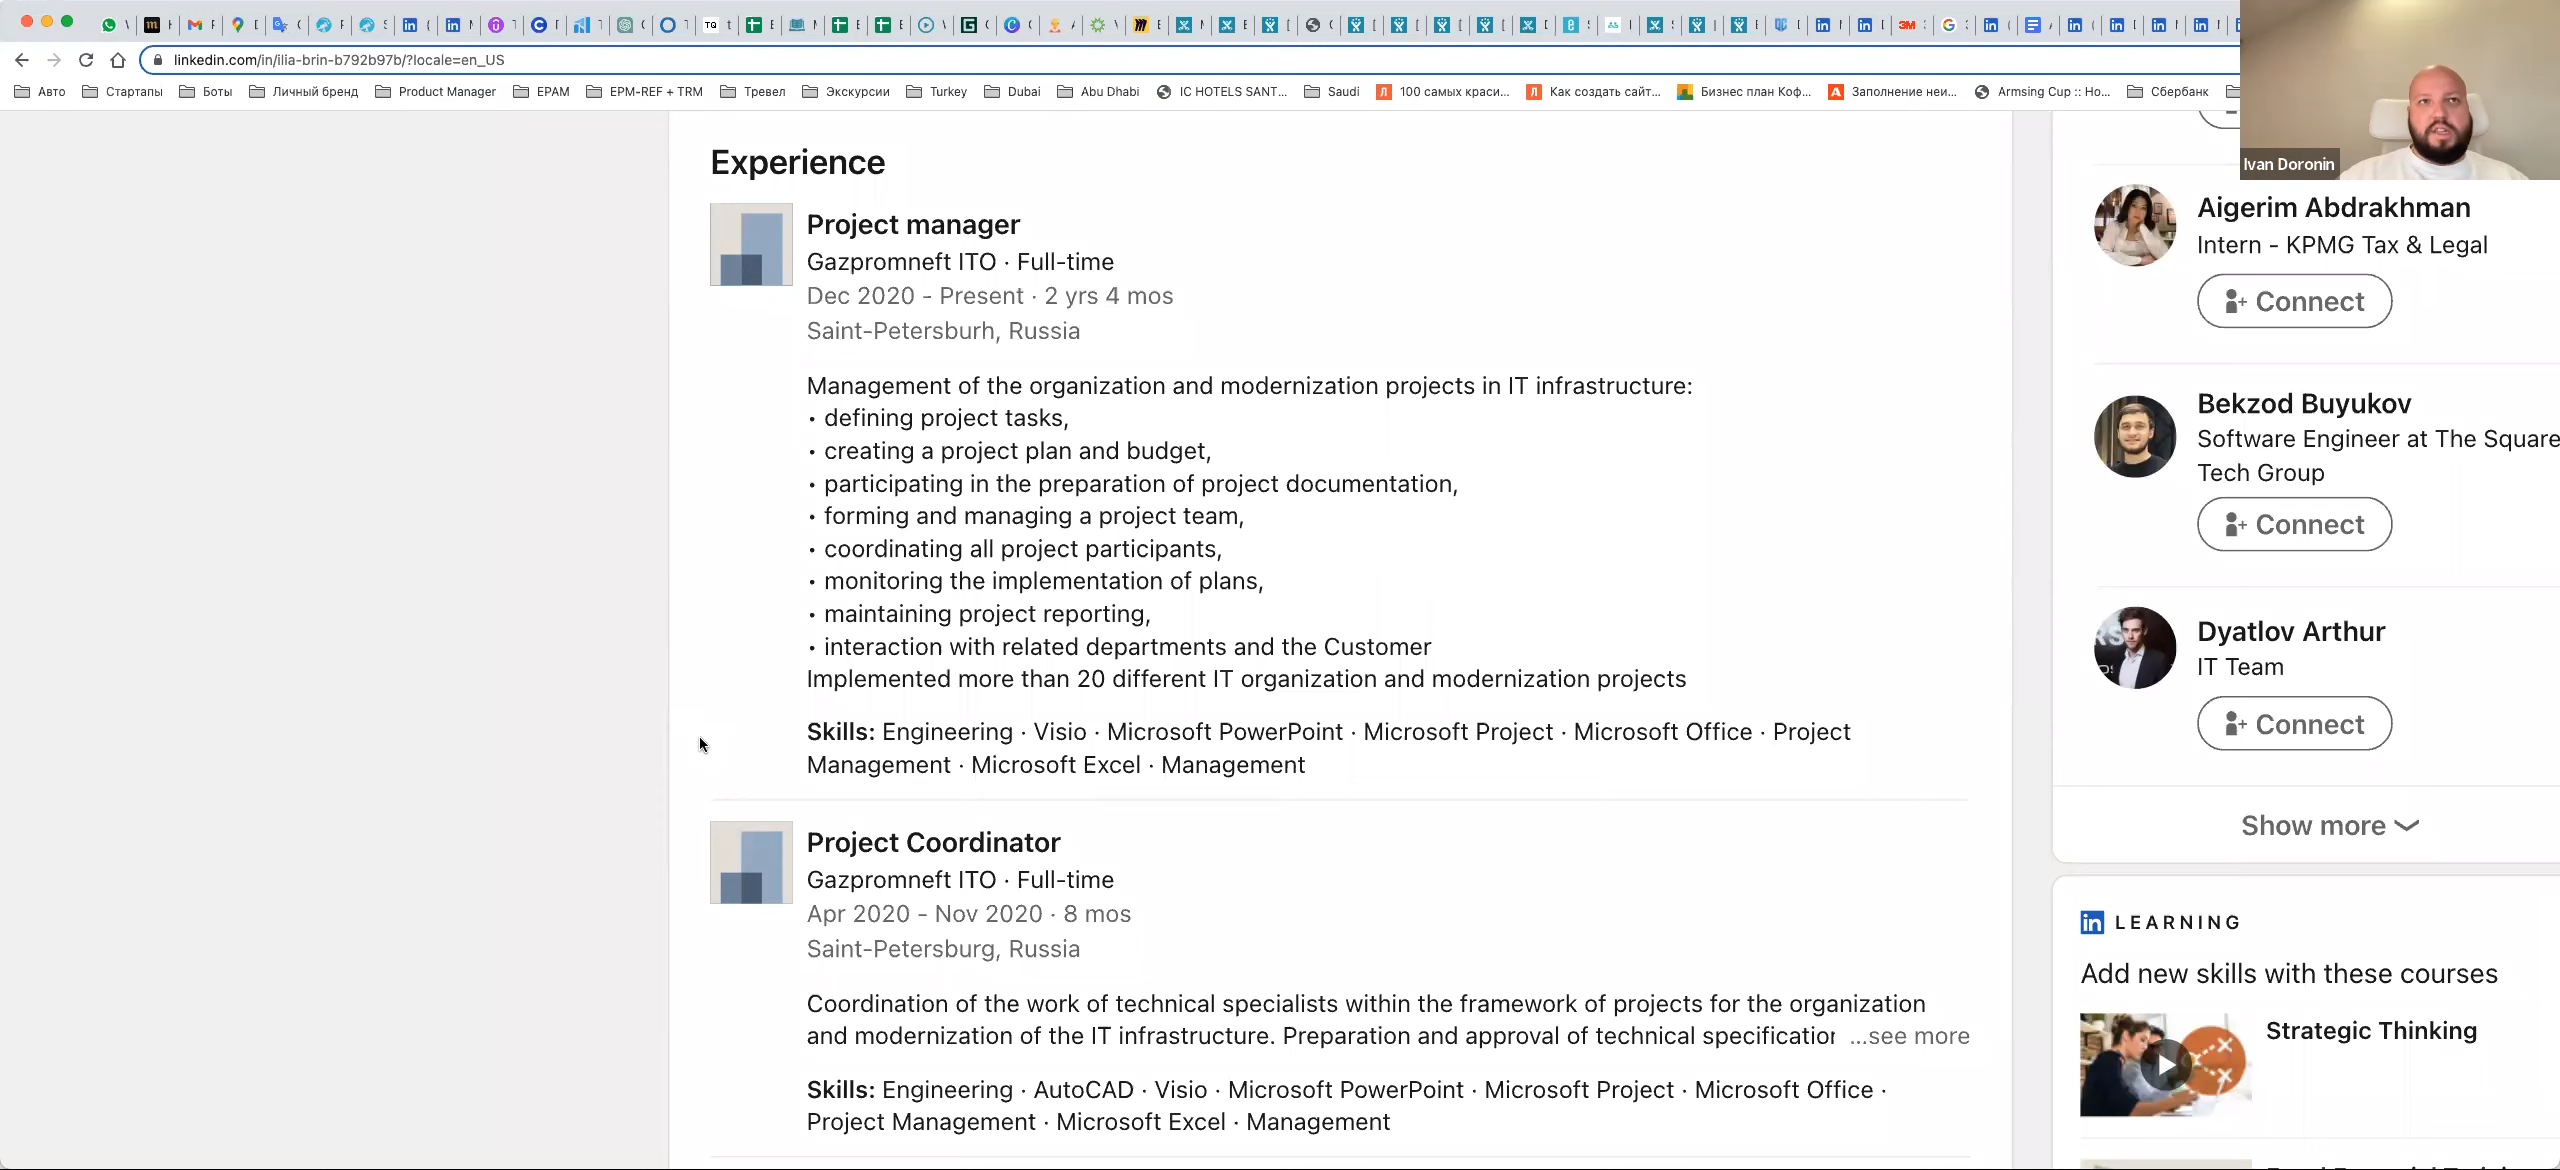 linkedin.com/in/ilia-brin-b792b97b/?locale=en_US
Авто Стартапы Боты Личный бренд Product Manager EPAM EPM-REF + TRM Тревел Экскурсии Turkey Dubai Abu Dhabi IC HOTELS SANT... Saudi 100 самых краси... Как создать сайт... Бизнес план Коф... Заполнение неи... Armsing Cup :: Ho... Сбербанк
Ivan Doronin
Experience
Project manager
Gazpromneft ITO · Full-time
Dec 2020 - Present · 2 yrs 4 mos
Saint-Petersburh, Russia
Management of the organization and modernization projects in IT infrastructure:
• defining project tasks,
• creating a project plan and budget,
• participating in the preparation of project documentation,
• forming and managing a project team,
• coordinating all project participants,
• monitoring the implementation of plans,
• maintaining project reporting,
• interaction with related departments and the Customer
Implemented more than 20 different IT organization and modernization projects
Skills: Engineering · Visio · Microsoft PowerPoint · Microsoft Project · Microsoft Office · Project
Management · Microsoft Excel · Management
Project Coordinator
Gazpromneft ITO · Full-time
Apr 2020 - Nov 2020 · 8 mos
Saint-Petersburg, Russia
Coordination of the work of technical specialists within the framework of projects for the organization
and modernization of the IT infrastructure. Preparation and approval of technical specification ...see more
Skills: Engineering · AutoCAD · Visio · Microsoft PowerPoint · Microsoft Project · Microsoft Office ·
Project Management · Microsoft Excel · Management
Aigerim Abdrakhman
Intern - KPMG Tax & Legal
Connect
Bekzod Buyukov
Software Engineer at The Square
Tech Group
Connect
Dyatlov Arthur
IT Team
Connect
Show more
in LEARNING
Add new skills with these courses
Strategic Thinking